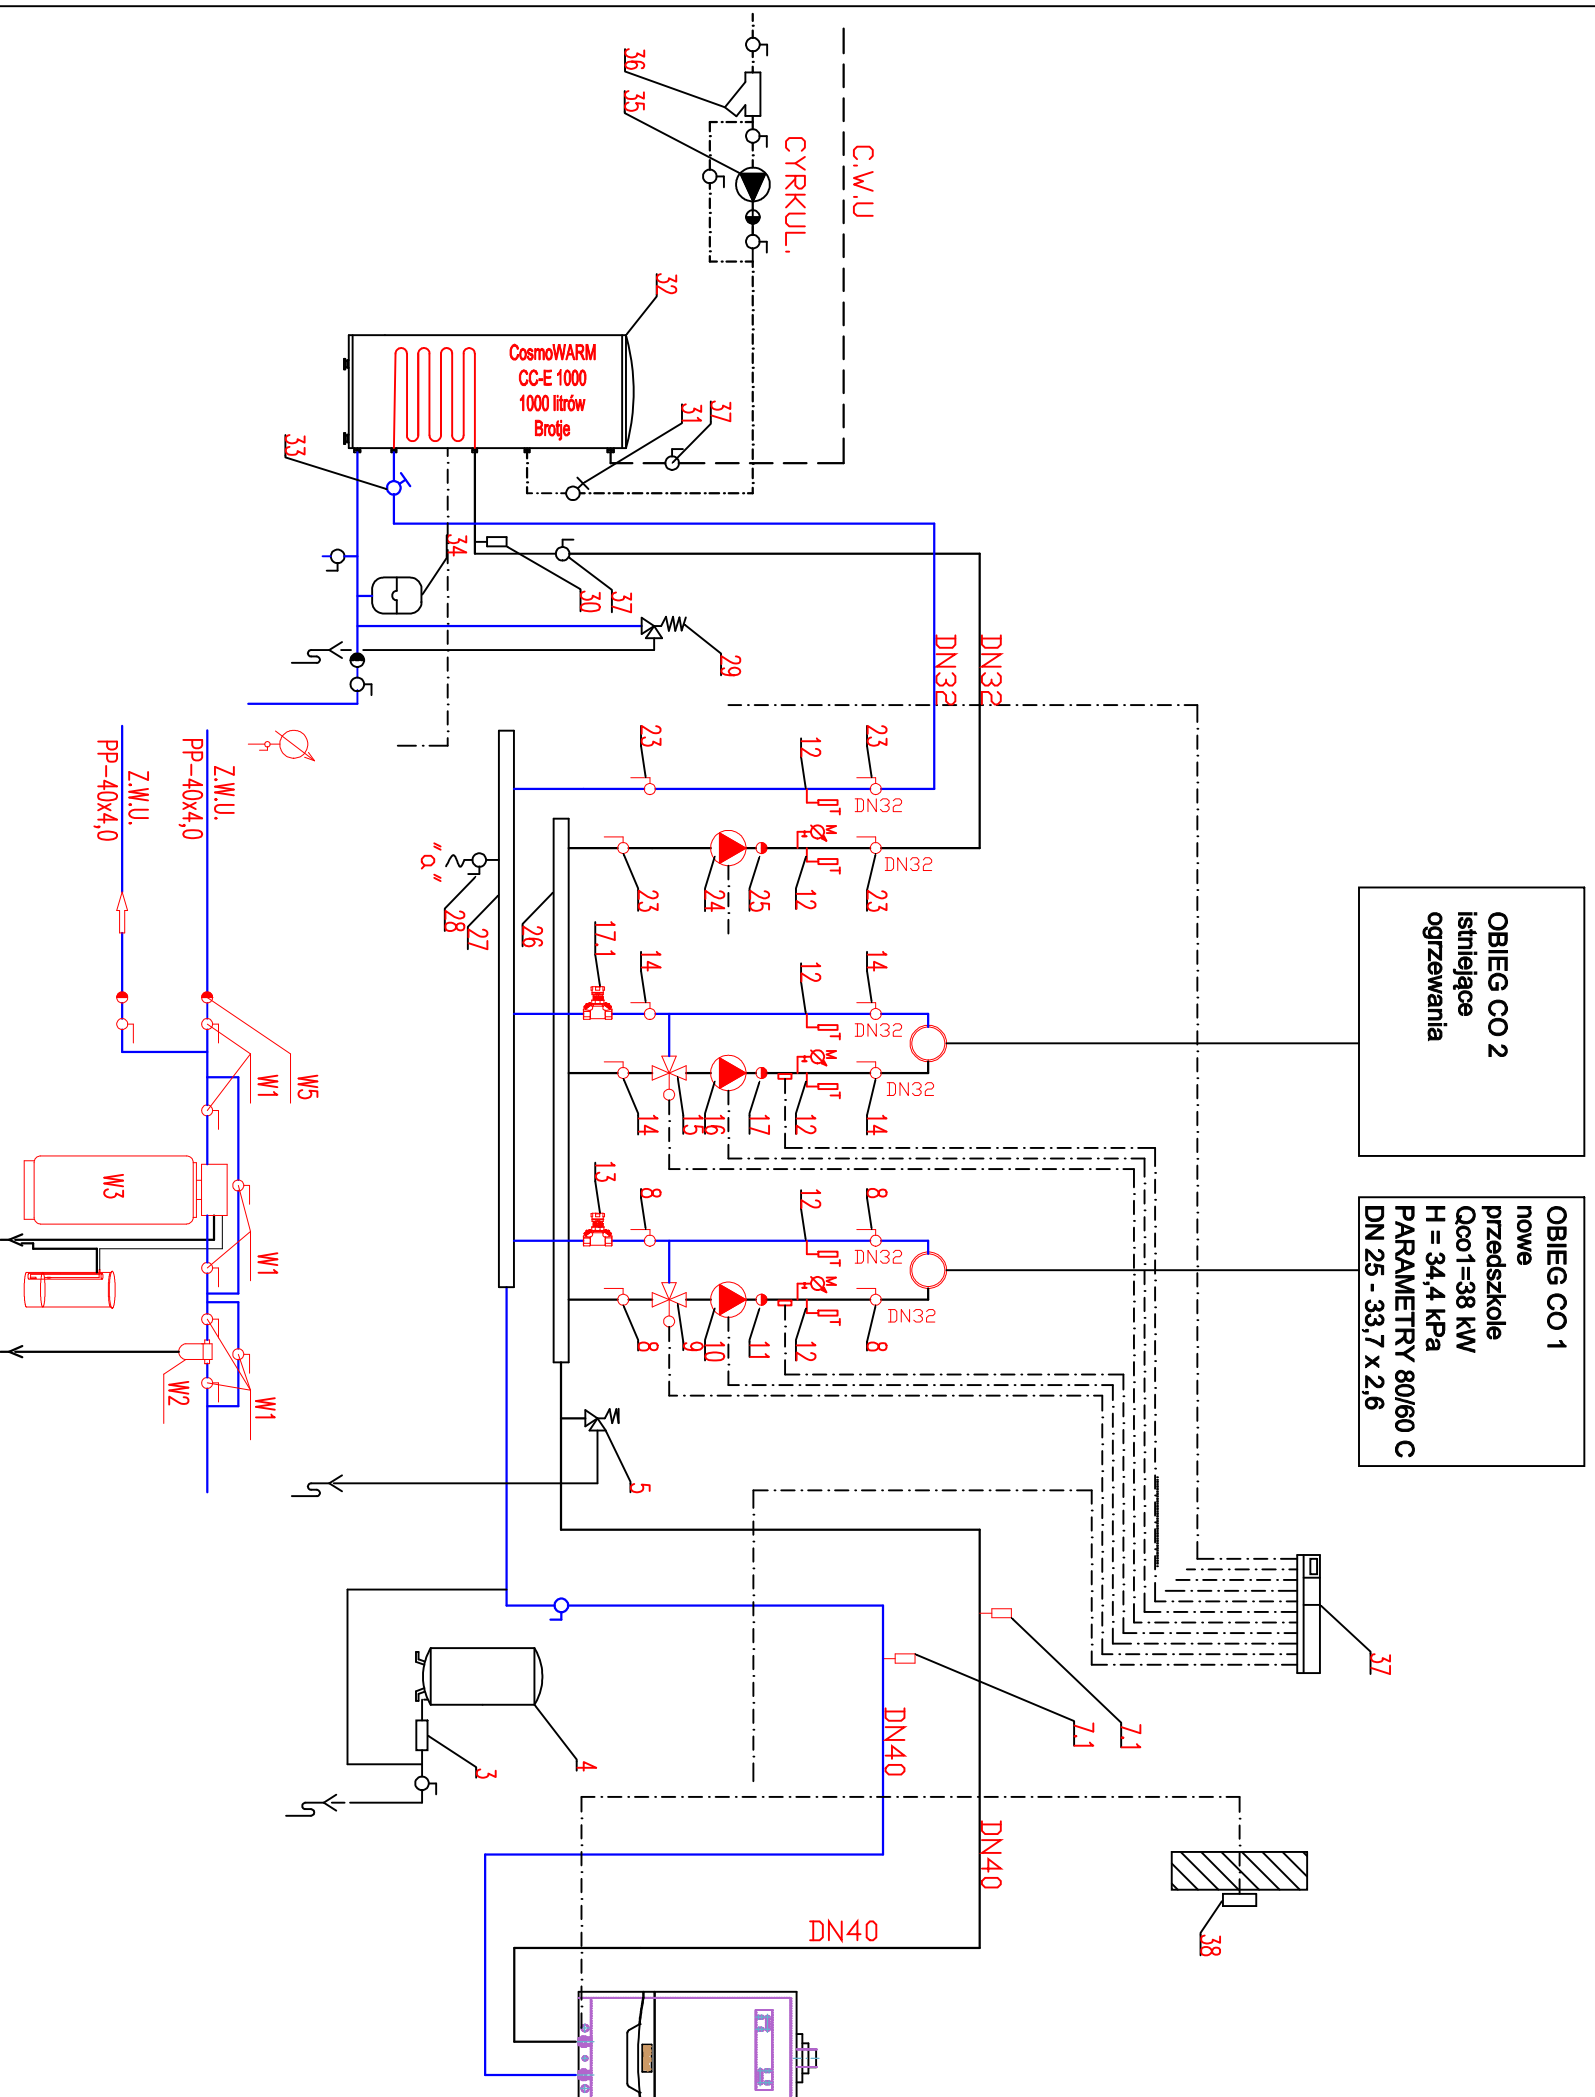 OBIEG CO 2
istniejące
ogrzewania
OBIEG CO 1
nowe
przedszkole
Qco1=38 kW
H = 34,4 kPa
PARAMETRY 80/60 C
DN 25 - 33,7 x 2,6
C.W.U
CYRKUL.
36
35
32
CosmoWARM
CC-E 1000
1000 litrów
Brotje
37
31
33
34
30
37
29
DN32
DN32
23
12
23
DN32
M
T
T
DN32
23
24
25
12
23
"a"
28
27
26
17.1
14
12
14
DN32
M
T
T
DN32
14
15
16
17
12
14
13
8
12
8
DN32
M
T
T
DN32
8
9
10
11
12
8
5
37
7.1
7.1
DN40
DN40
DN40
38
4
3
Z.W.U.
PP-40x4,0
Z.W.U.
PP-40x4,0
W5
W1
W3
W1
W1
W2